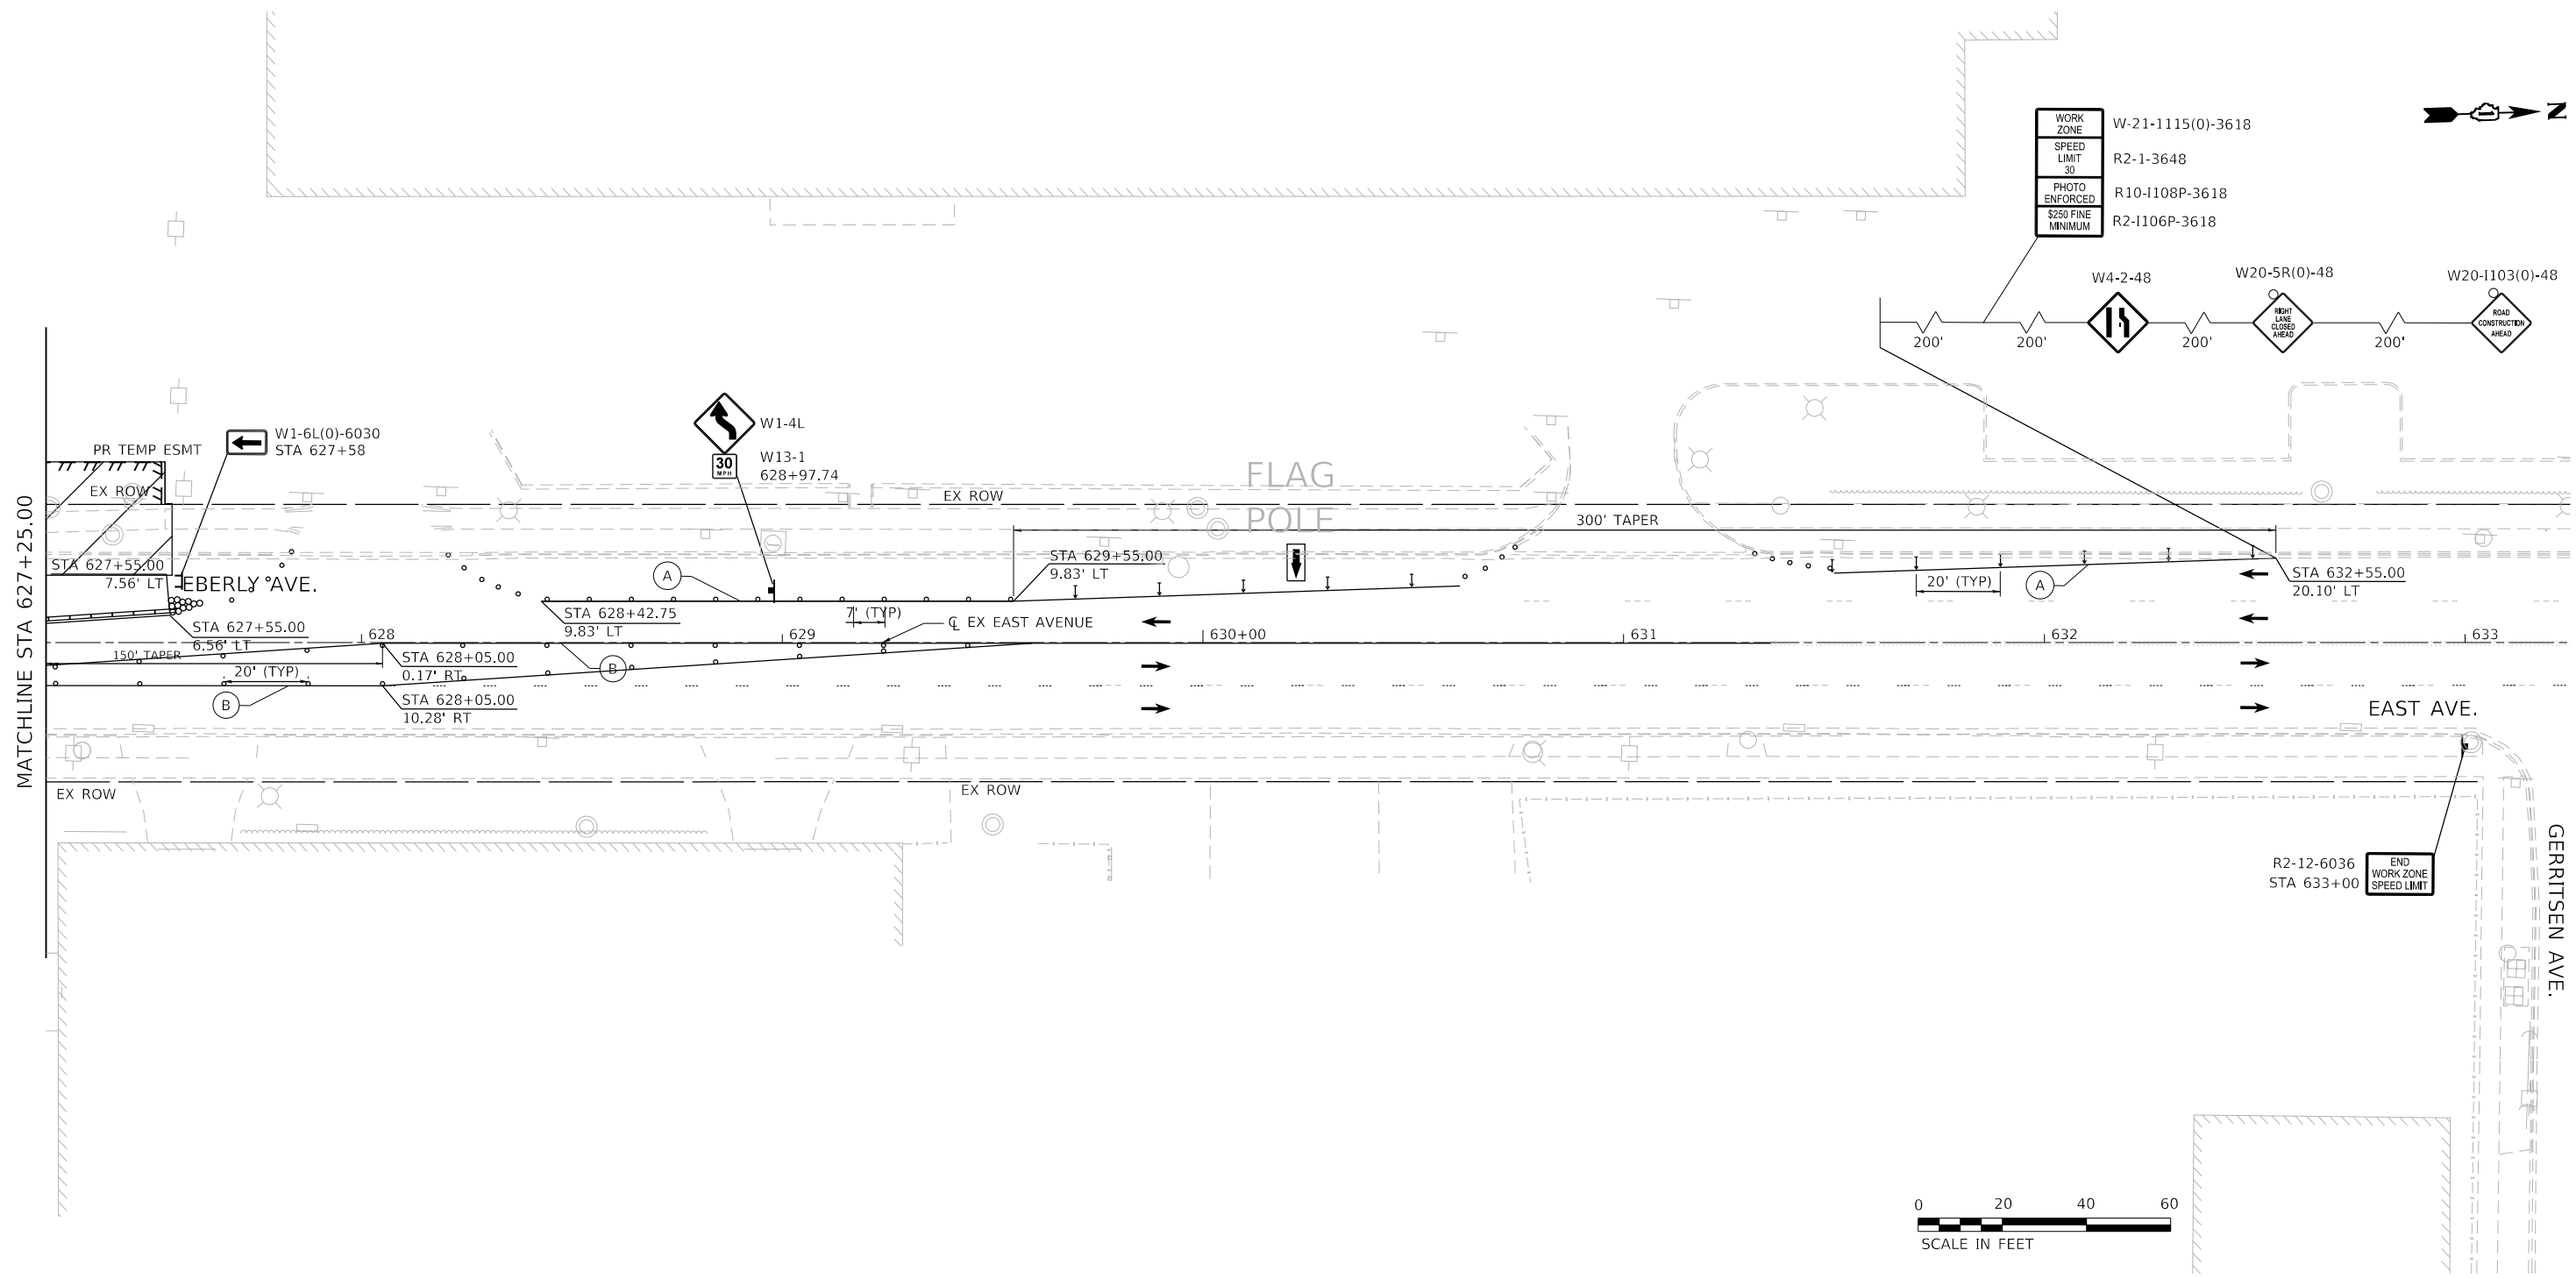 N
WORK
ZONE
W-21-1115(0)-3618
SPEED
LIMIT
30
R2-1-3648
PHOTO
ENFORCED
R10-I108P-3618
$250 FINE
MINIMUM
R2-I106P-3618
W4-2-48
W20-5R(0)-48
W20-I103(0)-48
RIGHT
LANE
CLOSED
AHEAD
ROAD
CONSTRUCTION
AHEAD
200'
200'
200'
200'
W1-6L(0)-6030
STA 627+58
W1-4L
30
MPH
W13-1
628+97.74
PR TEMP ESMT
EX ROW
EX ROW
FLAG
POLE
300' TAPER
MATCHLINE STA 627+25.00
STA 627+55.00
7.56' LT
EBERLY AVE.
A
STA 629+55.00
9.83' LT
20' (TYP)
A
STA 632+55.00
20.10' LT
STA 628+42.75
9.83' LT
7' (TYP)
℄ EX EAST AVENUE
STA 627+55.00
6.56' LT
628
629
630+00
631
632
633
150' TAPER
20' (TYP)
STA 628+05.00
0.17' RT
B
B
STA 628+05.00
10.28' RT
EAST AVE.
EX ROW
EX ROW
GERRITSEN AVE.
R2-12-6036
STA 633+00
END
WORK ZONE
SPEED LIMIT
0 20 40 60
SCALE IN FEET